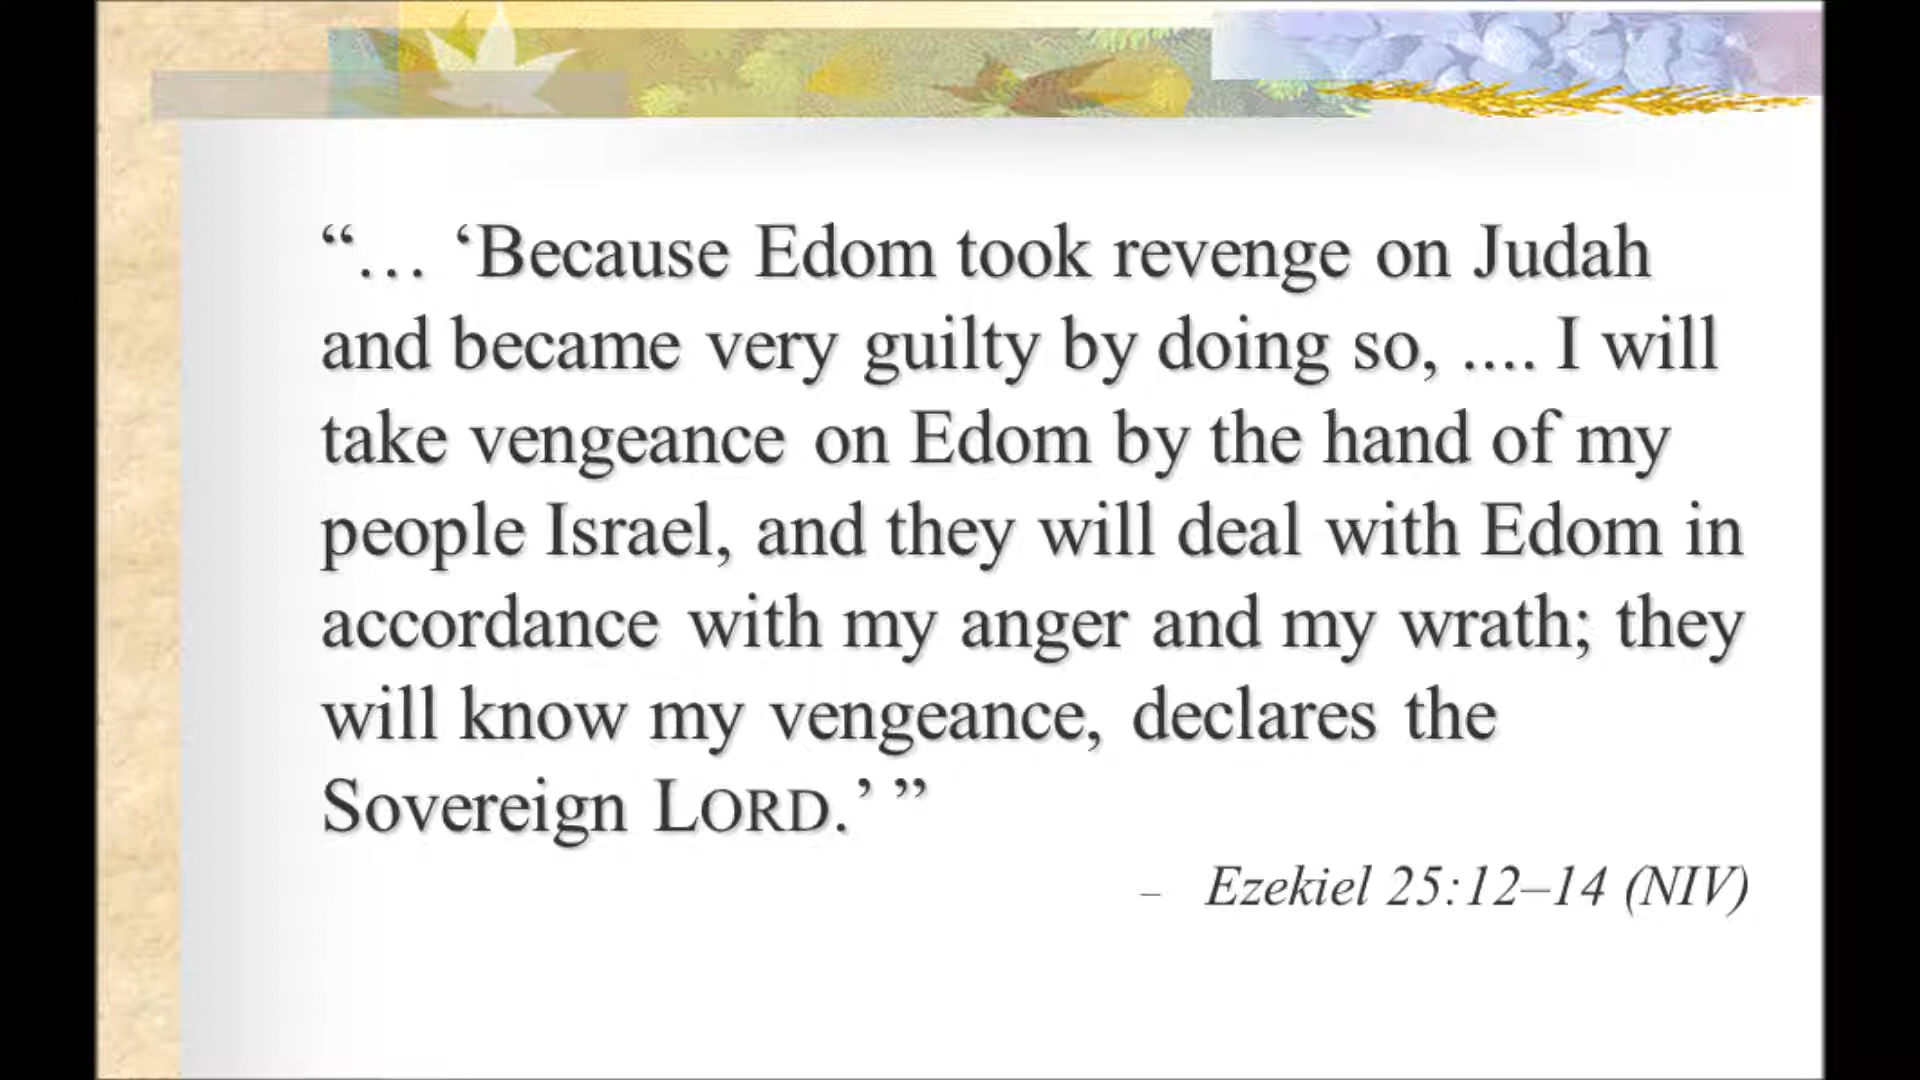 “… ‘Because Edom took revenge on Judah
and became very guilty by doing so, .... I will
take vengeance on Edom by the hand of my
people Israel, and they will deal with Edom in
accordance with my anger and my wrath; they
will know my vengeance, declares the
Sovereign LORD.’ ”
– Ezekiel 25:12–14 (NIV)